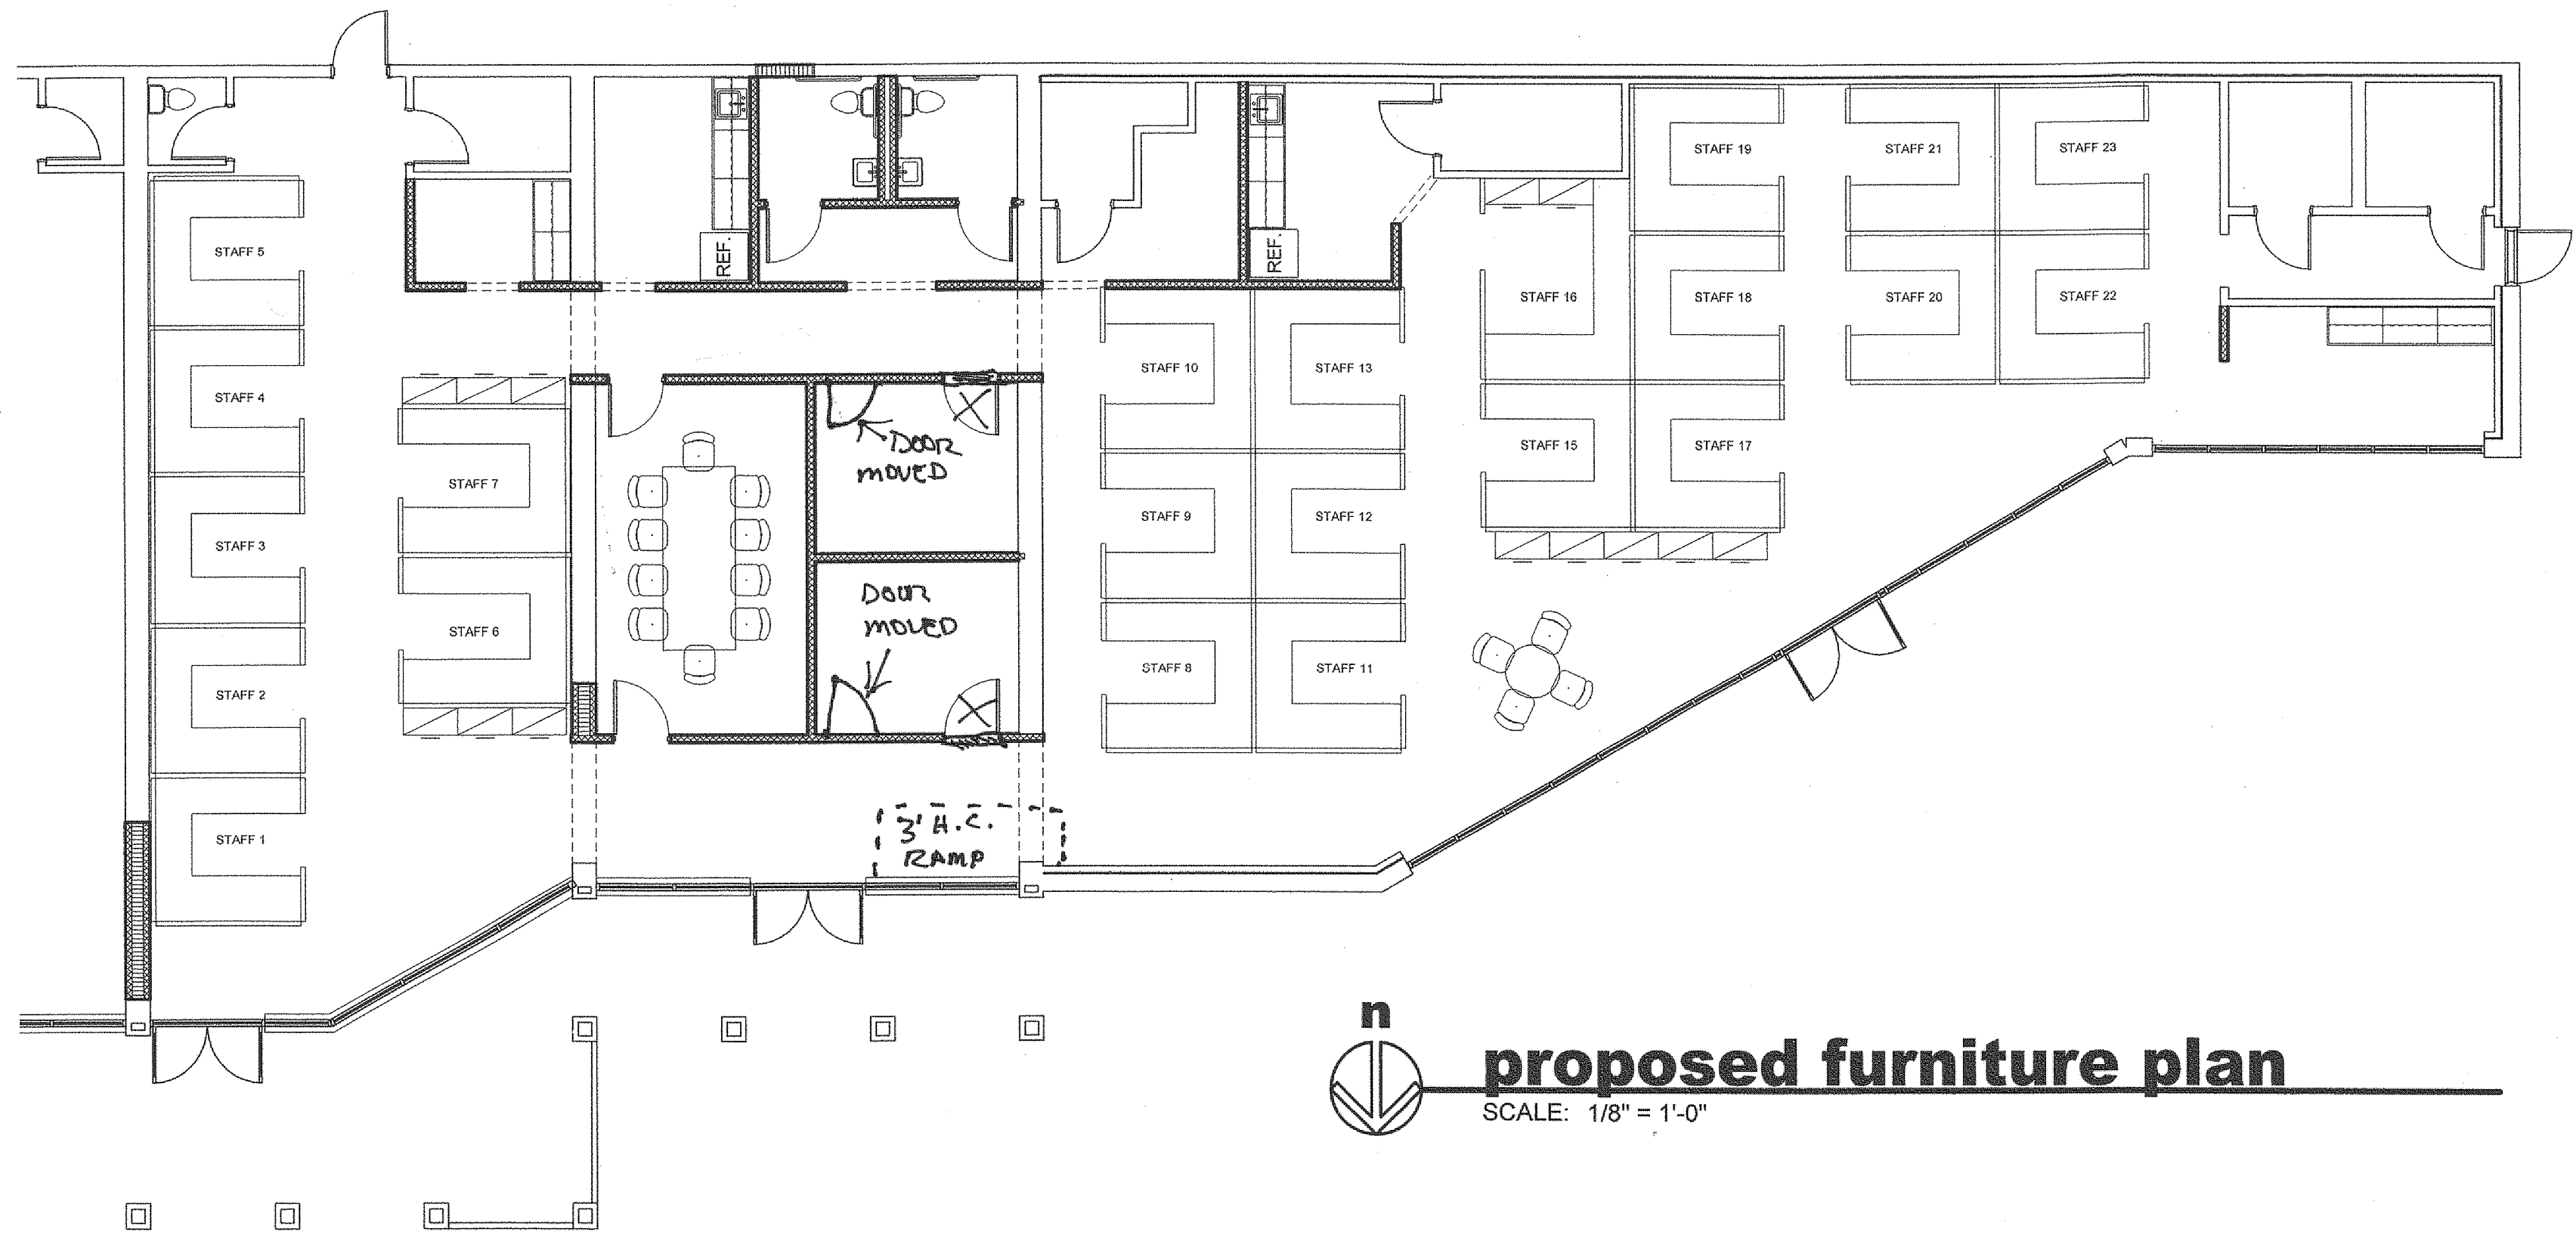 STAFF 5
STAFF 4
STAFF 3
STAFF 2
STAFF 1
STAFF 7
STAFF 6
REF.
DOOR
MOVED
DOOR
MOVED
3' H.C.
RAMP
REF.
STAFF 10
STAFF 13
STAFF 9
STAFF 12
STAFF 8
STAFF 11
STAFF 19
STAFF 21
STAFF 23
STAFF 16
STAFF 18
STAFF 20
STAFF 22
STAFF 15
STAFF 17
n
proposed furniture plan
SCALE: 1/8" = 1'-0"